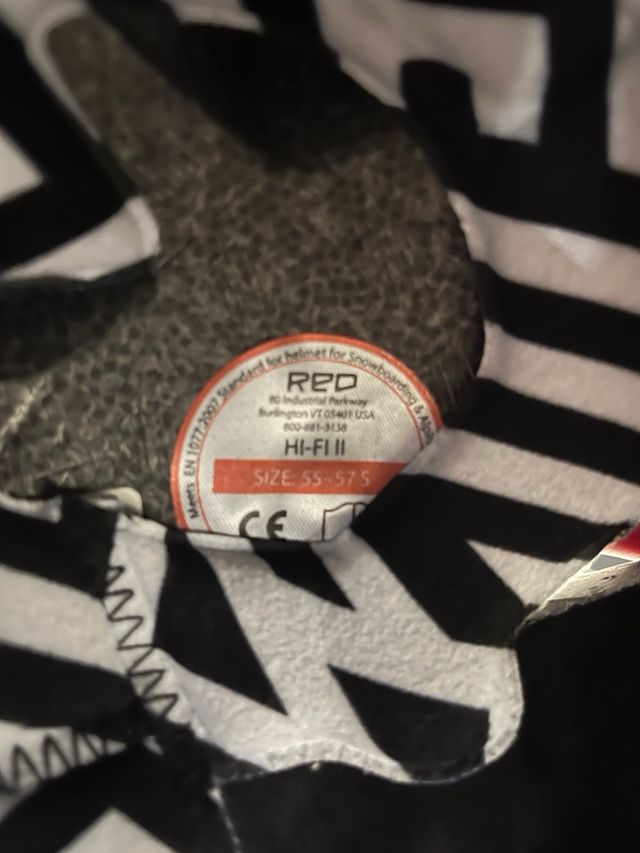 Meets EN 1077:2007 Standard for helmet for Snowboarding & Alpin
RED
80 Industrial Parkway
Burlington VT 05401 USA
800-881-3138
HI-FI II
SIZE: 55-57 S
CE